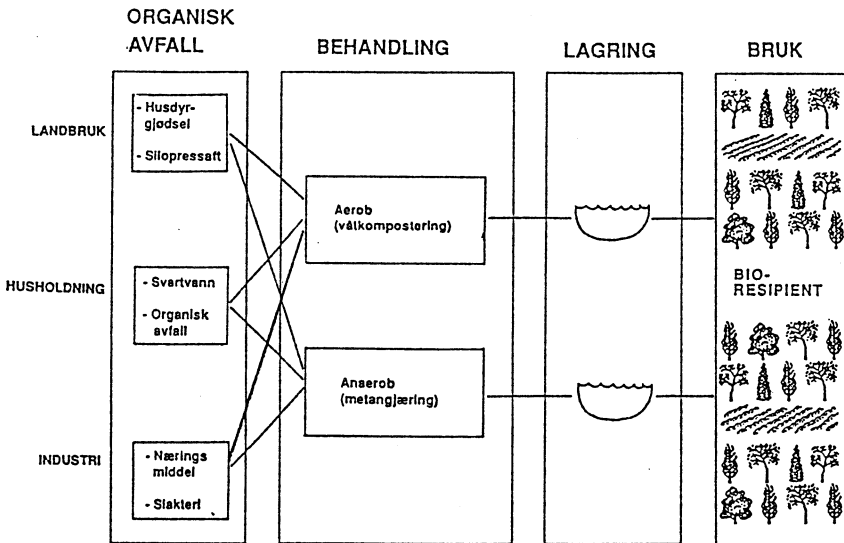 ORGANISK
AVFALL
BEHANDLING
LAGRING
BRUK
LANDBRUK
- Husdyr-
gjødsel
- Silopressaft
HUSHOLDNING
- Svartvann
- Organisk
avfall
INDUSTRI
- Nærings
middel
- Slakteri
Aerob
(våtkompostering)
Anaerob
(metangjæring)
BIO-
RESIPIENT